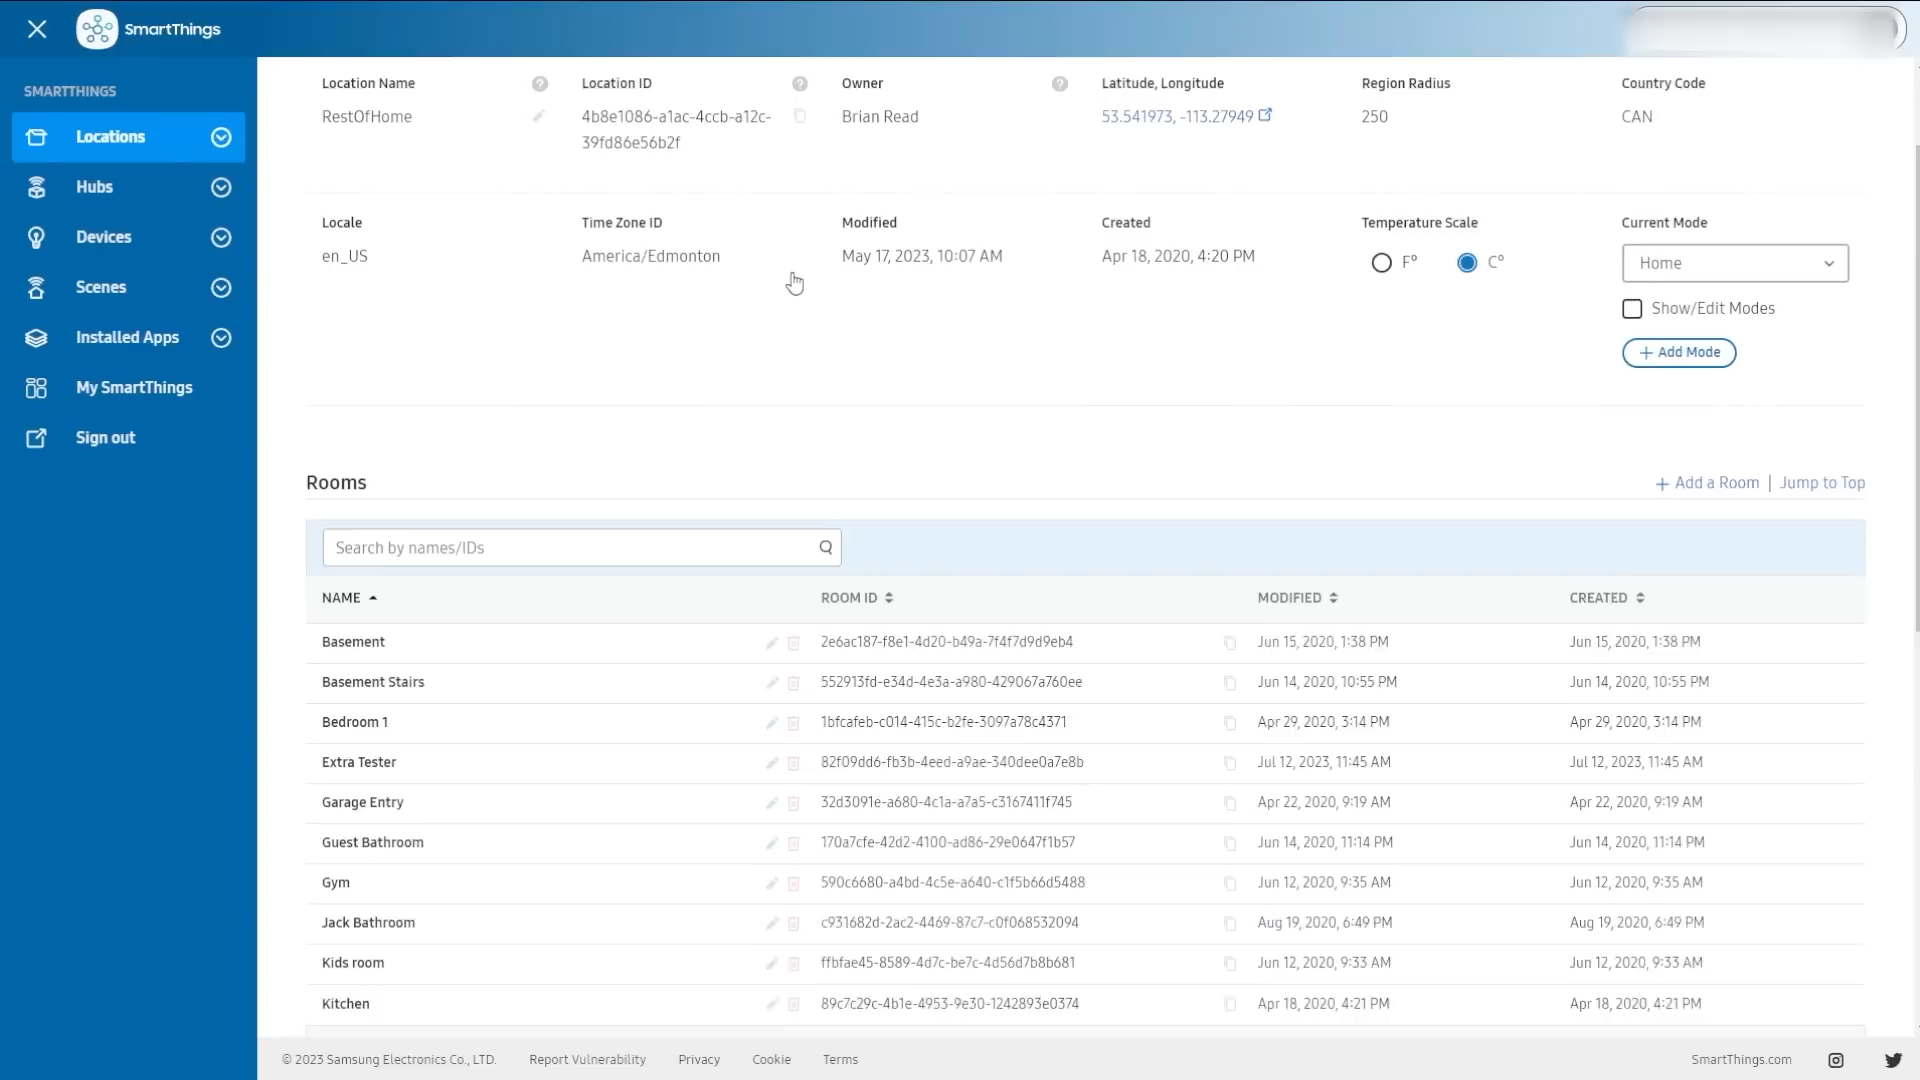 SmartThings
SMARTTHINGS
Locations
Hubs
Devices
Scenes
Installed Apps
My SmartThings
Sign out
Location Name
RestOfHome
Location ID
4b8e1086-a1ac-4ccb-a12c-
39fd86e56b2f
Owner
Brian Read
Latitude, Longitude
53.541973, -113.27949
Region Radius
250
Country Code
CAN
Locale
en_US
Time Zone ID
America/Edmonton
Modified
May 17, 2023, 10:07 AM
Created
Apr 18, 2020, 4:20 PM
Temperature Scale
F° C°
Current Mode
Home
Show/Edit Modes
+ Add Mode
Rooms
+ Add a Room | Jump to Top
Search by names/IDs
NAME ROOM ID MODIFIED CREATED
Basement 2e6ac187-f8e1-4d20-b49a-7f4f7d9d9eb4 Jun 15, 2020, 1:38 PM Jun 15, 2020, 1:38 PM
Basement Stairs 552913fd-e34d-4e3a-a980-429067a760ee Jun 14, 2020, 10:55 PM Jun 14, 2020, 10:55 PM
Bedroom 1 1bfcafeb-c014-415c-b2fe-3097a78c4371 Apr 29, 2020, 3:14 PM Apr 29, 2020, 3:14 PM
Extra Tester 82f09dd6-fb3b-4eed-a9ae-340dee0a7e8b Jul 12, 2023, 11:45 AM Jul 12, 2023, 11:45 AM
Garage Entry 32d3091e-a680-4c1a-a7a5-c3167411f745 Apr 22, 2020, 9:19 AM Apr 22, 2020, 9:19 AM
Guest Bathroom 170a7cfe-42d2-4100-ad86-29e0647f1b57 Jun 14, 2020, 11:14 PM Jun 14, 2020, 11:14 PM
Gym 590c6680-a4bd-4c5e-a640-c1f5b66d5488 Jun 12, 2020, 9:35 AM Jun 12, 2020, 9:35 AM
Jack Bathroom c931682d-2ac2-4469-87c7-c0f068532094 Aug 19, 2020, 6:49 PM Aug 19, 2020, 6:49 PM
Kids room ffbfae45-8589-4d7c-be7c-4d56d7b8b681 Jun 12, 2020, 9:33 AM Jun 12, 2020, 9:33 AM
Kitchen 89c7c29c-4b1e-4953-9e30-1242893e0374 Apr 18, 2020, 4:21 PM Apr 18, 2020, 4:21 PM
© 2023 Samsung Electronics Co., LTD. Report Vulnerability Privacy Cookie Terms SmartThings.com